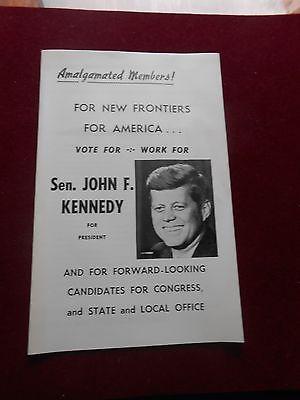 Amalgamated Members!
FOR NEW FRONTIERS
FOR AMERICA...
VOTE FOR -:- WORK FOR
Sen. JOHN F.
KENNEDY
FOR
PRESIDENT
AND FOR FORWARD-LOOKING
CANDIDATES FOR CONGRESS,
and STATE and LOCAL OFFICE